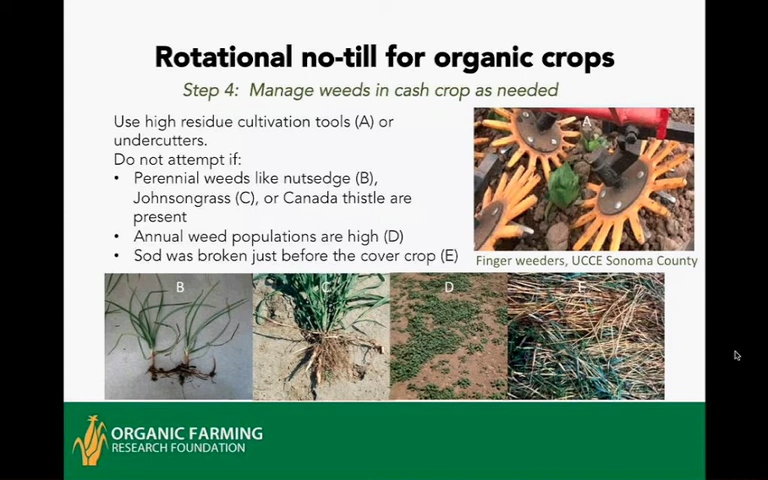 Rotational no-till for organic crops
Step 4: Manage weeds in cash crop as needed
Use high residue cultivation tools (A) or
undercutters.
Do not attempt if:
• Perennial weeds like nutsedge (B),
Johnsongrass (C), or Canada thistle are
present
• Annual weed populations are high (D)
• Sod was broken just before the cover crop (E)
A
Finger weeders, UCCE Sonoma County
B
C
D
E
ORGANIC FARMING
RESEARCH FOUNDATION